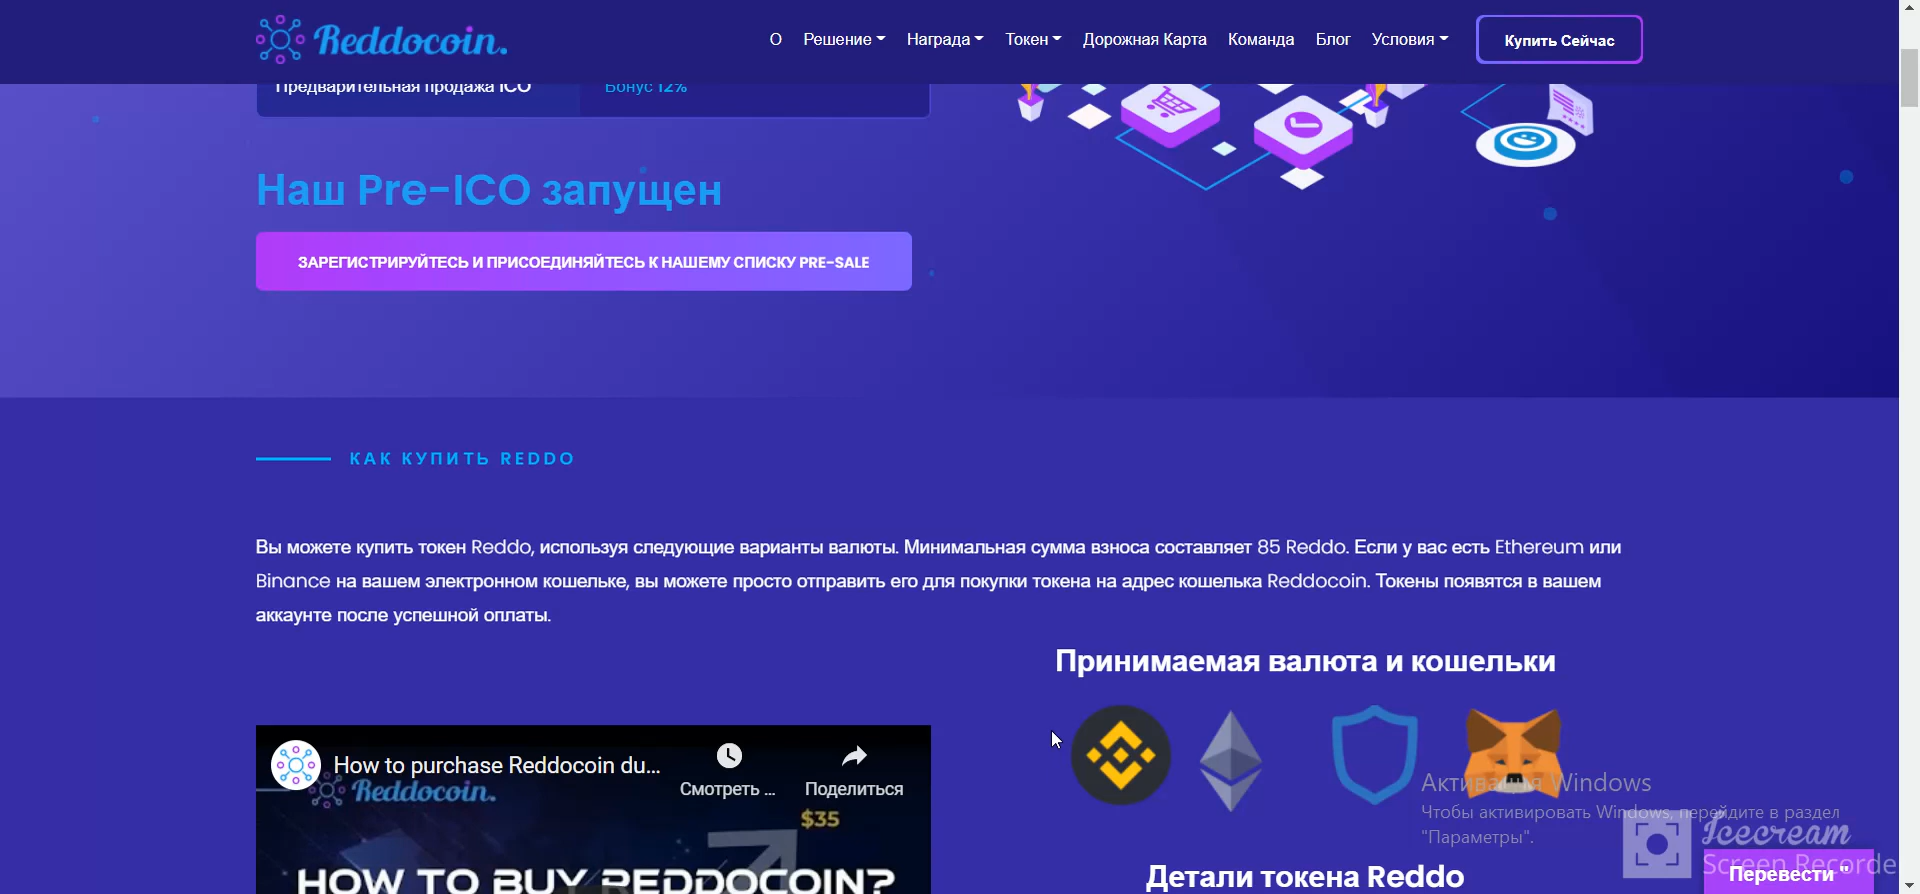 Reddocoin.
О Решение Награда Токен Дорожная Карта Команда Блог Условия Купить Сейчас
Предварительная продажа ICO Бонус 12%
Наш Pre-ICO запущен
ЗАРЕГИСТРИРУЙТЕСЬ И ПРИСОЕДИНЯЙТЕСЬ К НАШЕМУ СПИСКУ PRE-SALE
КАК КУПИТЬ REDDO
Вы можете купить токен Reddo, используя следующие варианты валюты. Минимальная сумма взноса составляет 85 Reddo. Если у вас есть Ethereum или
Binance на вашем электронном кошельке, вы можете просто отправить его для покупки токена на адрес кошелька Reddocoin. Токены появятся в вашем
аккаунте после успешной оплаты.
Принимаемая валюта и кошельки
How to purchase Reddocoin du...
Смотреть ... Поделиться
Reddocoin.
$35
HOW TO BUY REDDOCOIN?
Активация Windows
Чтобы активировать Windows, перейдите в раздел
"Параметры".
Icecream
Screen Recorde
Детали токена Reddo
Перевести "